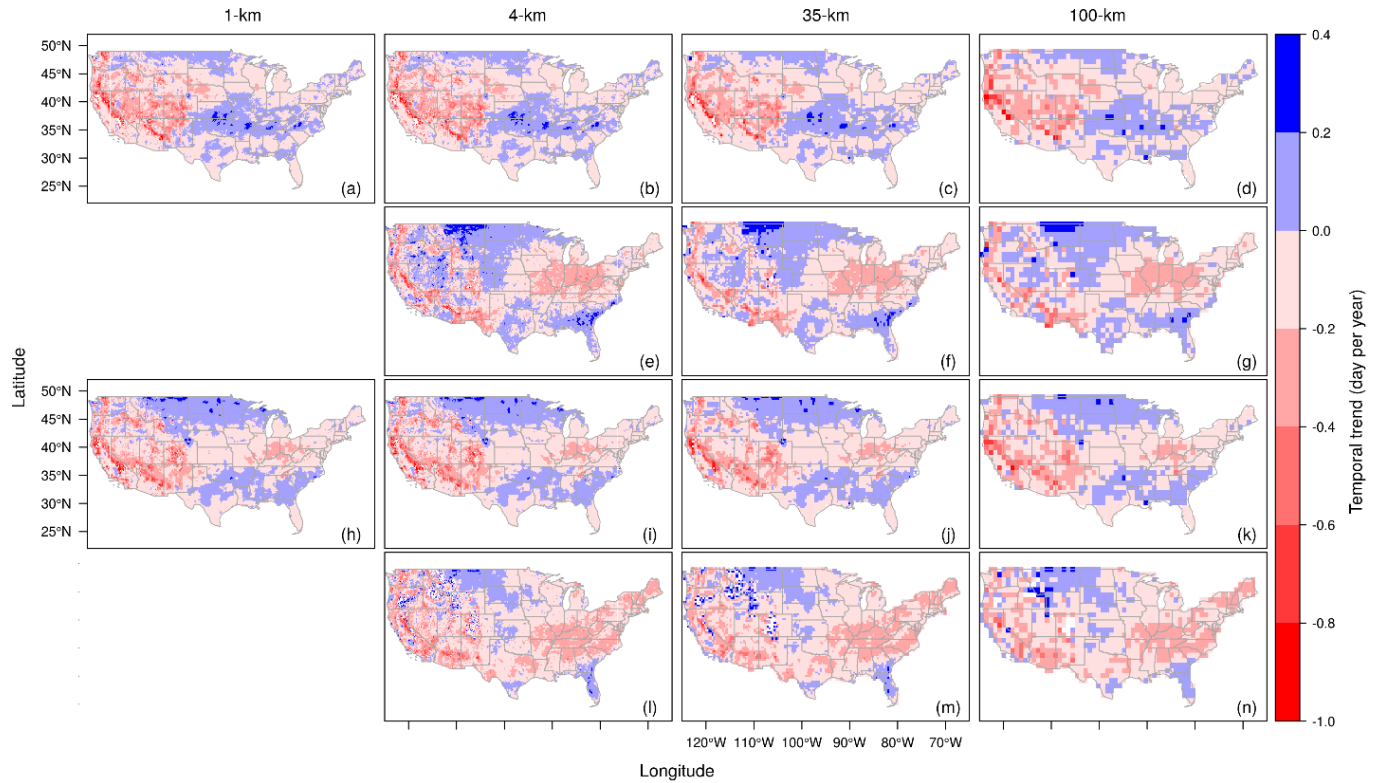 1-km 4-km 35-km 100-km
50°N
45°N
40°N
35°N
30°N
25°N
(a) (b) (c) (d)
(e) (f) (g)
50°N
45°N
40°N
35°N
30°N
25°N
(h) (i) (j) (k)
(l) (m) (n)
120°W 110°W 100°W 90°W 80°W 70°W
Longitude
Latitude
0.4
0.2
0.0
-0.2
-0.4
-0.6
-0.8
-1.0
Temporal trend (day per year)